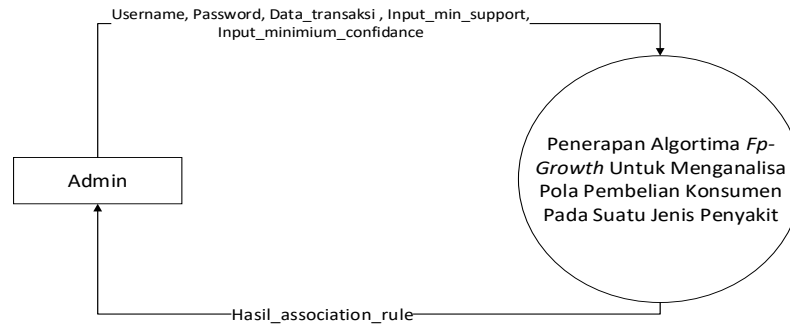 Username, Password, Data_transaksi , Input_min_support,
Input_minimium_confidance
Admin
Penerapan Algortima Fp-
Growth Untuk Menganalisa
Pola Pembelian Konsumen
Pada Suatu Jenis Penyakit
Hasil_association_rule